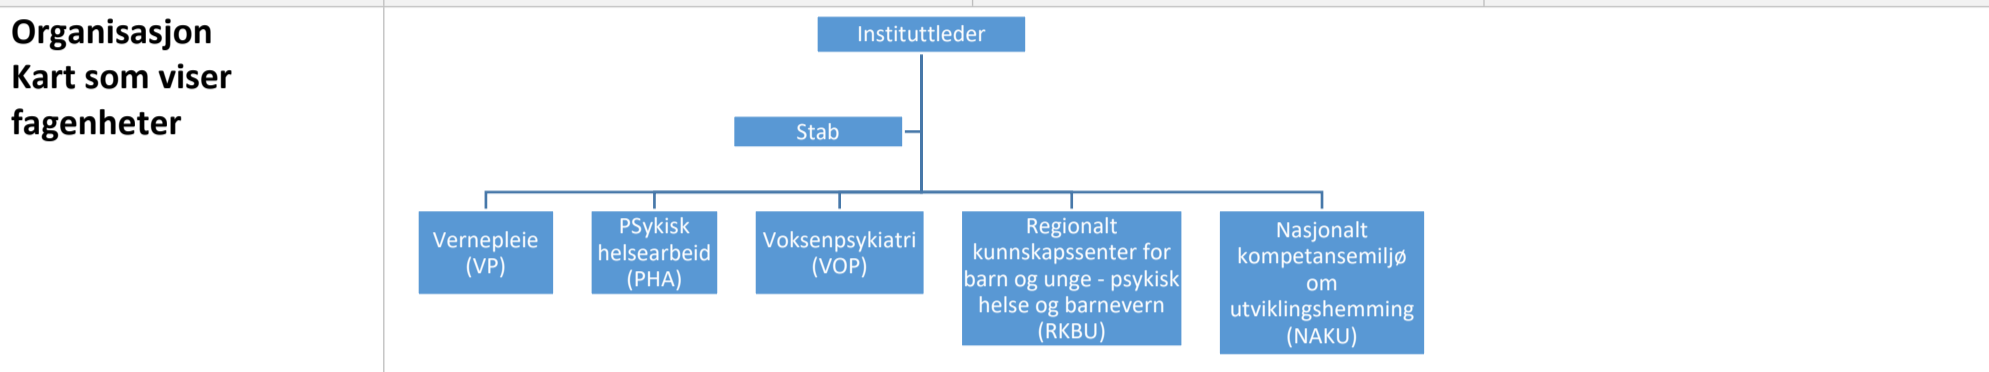 Organisasjon
Kart som viser
fagenheter
Instituttleder
Stab
Vernepleie
(VP)
PSykisk
helsearbeid
(PHA)
Voksenpsykiatri
(VOP)
Regionalt
kunnskapssenter for
barn og unge - psykisk
helse og barnevern
(RKBU)
Nasjonalt
kompetansemiljø
om
utviklingshemming
(NAKU)